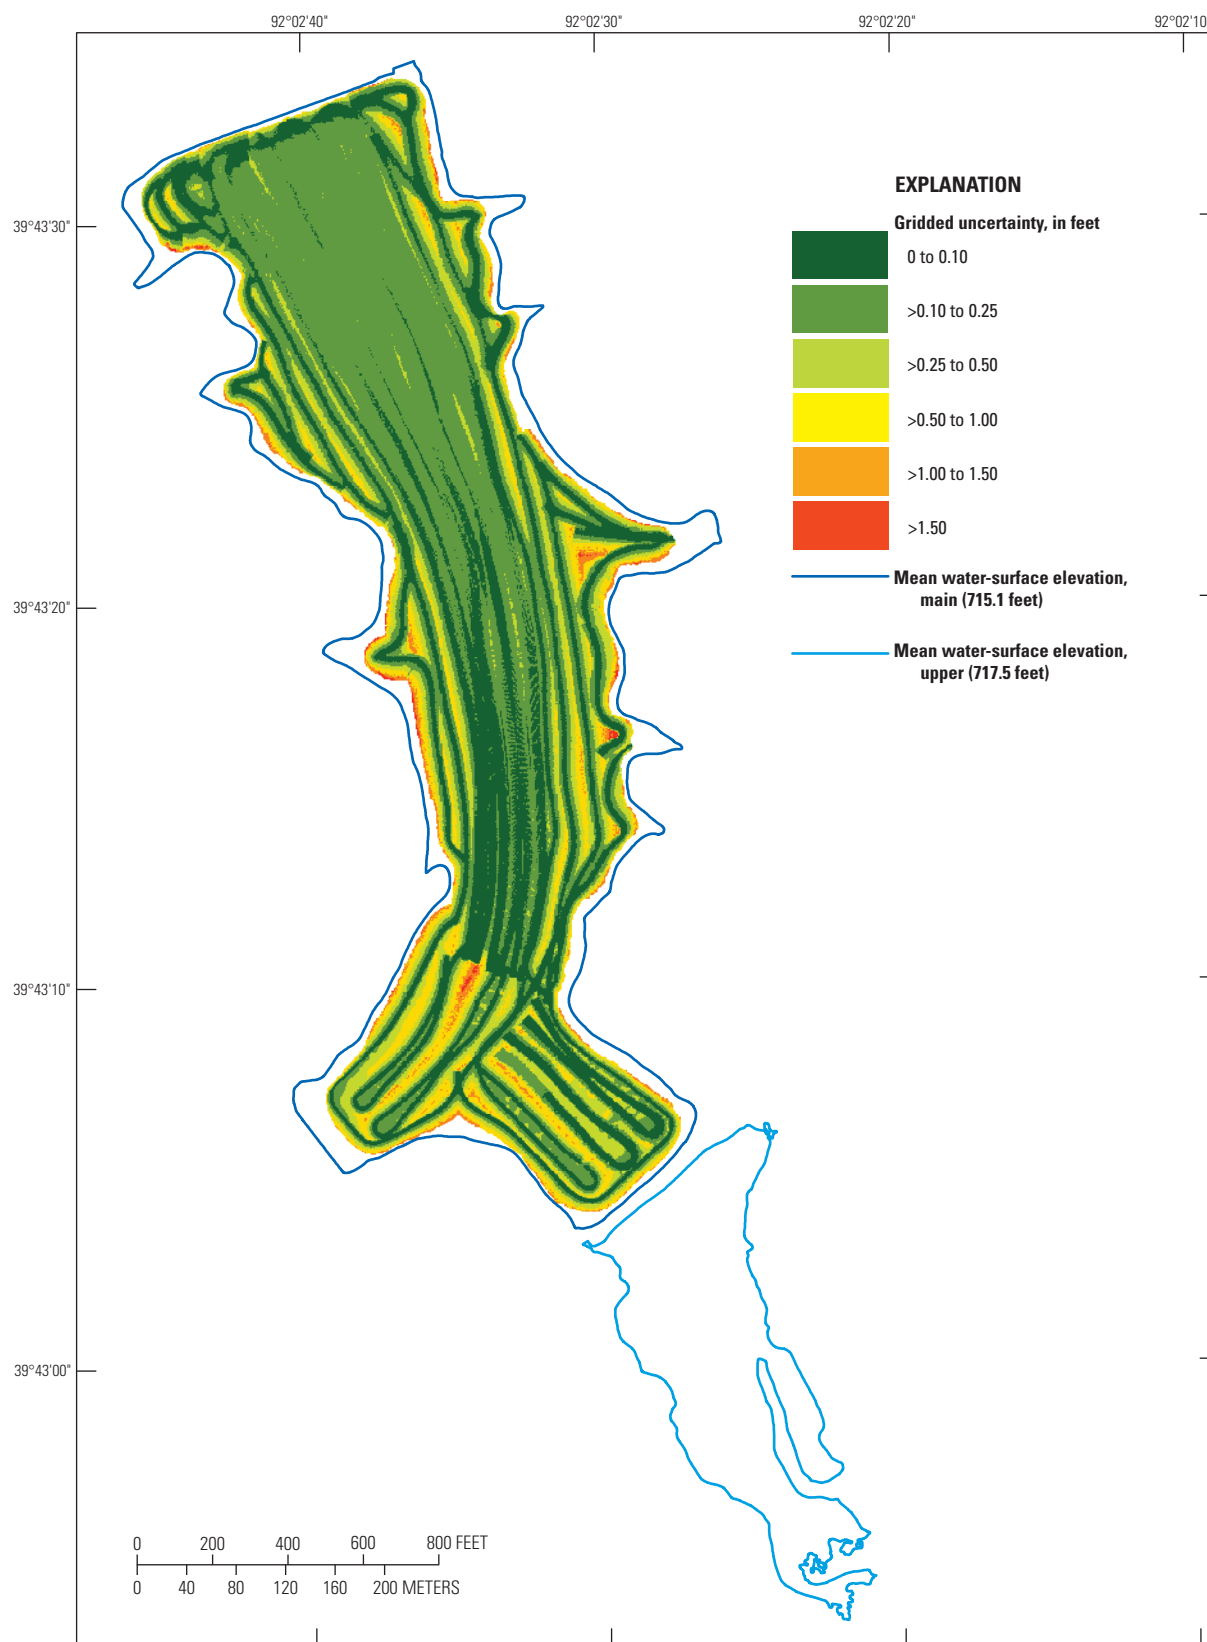 92°02'40" 92°02'30" 92°02'20" 92°02'10
39°43'30"
39°43'20"
39°43'10"
39°43'00"
EXPLANATION
Gridded uncertainty, in feet
0 to 0.10
>0.10 to 0.25
>0.25 to 0.50
>0.50 to 1.00
>1.00 to 1.50
>1.50
Mean water-surface elevation,
main (715.1 feet)
Mean water-surface elevation,
upper (717.5 feet)
0 200 400 600 800 FEET
0 40 80 120 160 200 METERS